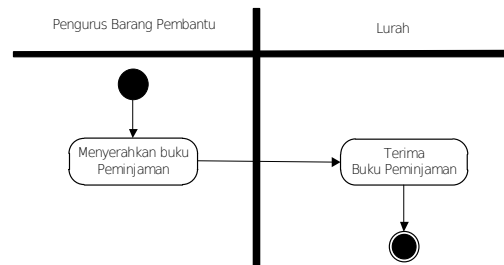 Pengurus Barang Pembantu
Lurah
Menyerahkan buku
Peminjaman
Terima
Buku Peminjaman